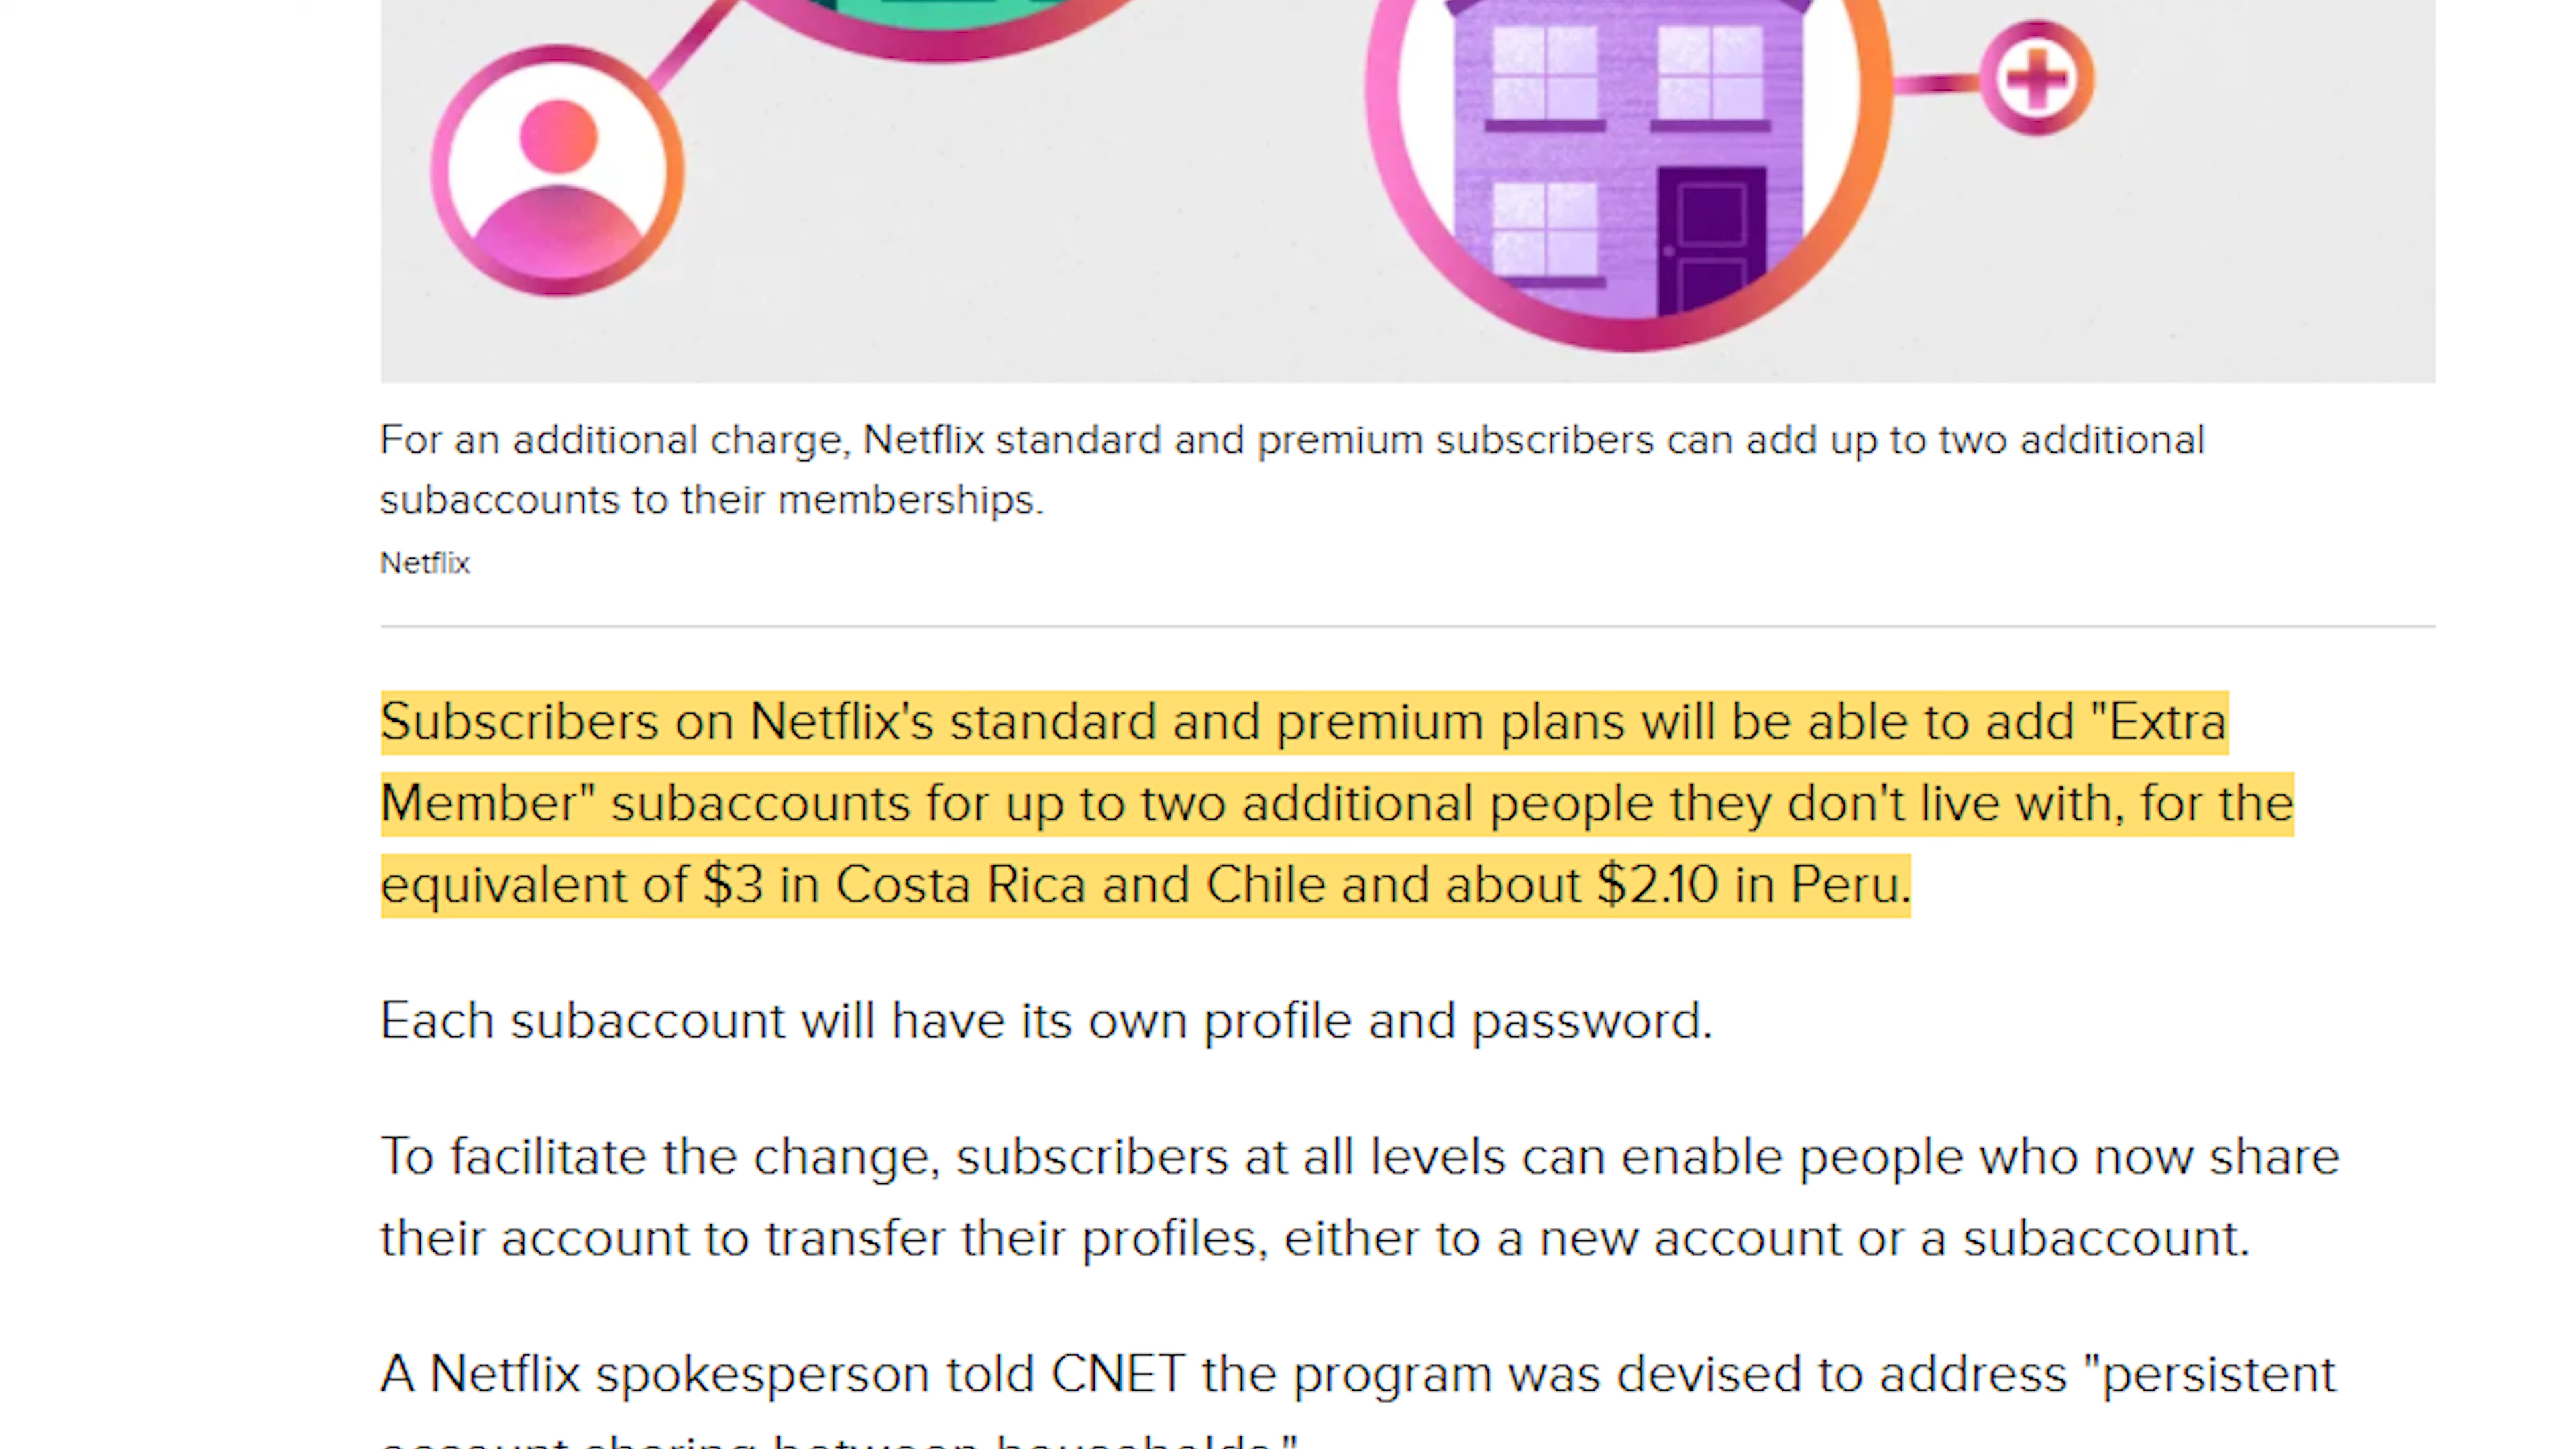 For an additional charge, Netflix standard and premium subscribers can add up to two additional
subaccounts to their memberships.
Netflix
Subscribers on Netflix's standard and premium plans will be able to add "Extra
Member" subaccounts for up to two additional people they don't live with, for the
equivalent of $3 in Costa Rica and Chile and about $2.10 in Peru.
Each subaccount will have its own profile and password.
To facilitate the change, subscribers at all levels can enable people who now share
their account to transfer their profiles, either to a new account or a subaccount.
A Netflix spokesperson told CNET the program was devised to address "persistent
account sharing between households."